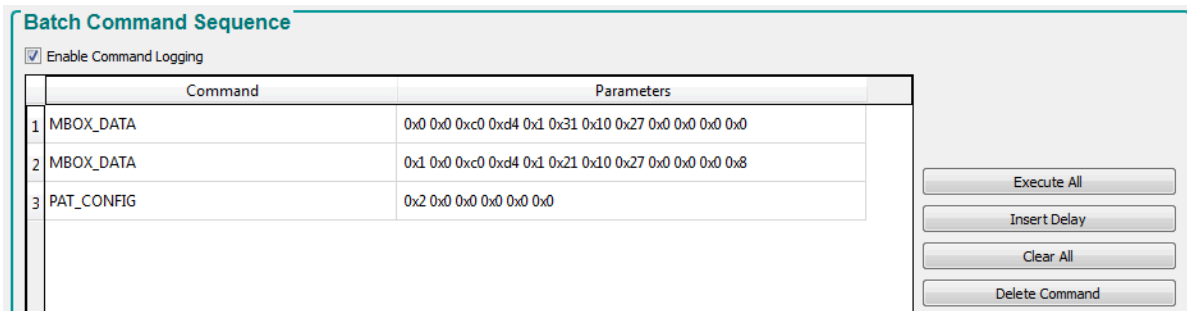 Batch Command Sequence
Enable Command Logging
Command Parameters
1 MBOX_DATA 0x0 0x0 0xc0 0xd4 0x1 0x31 0x10 0x27 0x0 0x0 0x0 0x0
2 MBOX_DATA 0x1 0x0 0xc0 0xd4 0x1 0x21 0x10 0x27 0x0 0x0 0x0 0x8
3 PAT_CONFIG 0x2 0x0 0x0 0x0 0x0 0x0
Execute All
Insert Delay
Clear All
Delete Command